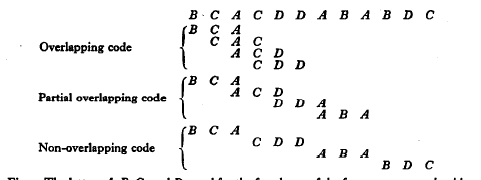 B C A C D D A B A B D C
B C A
Overlapping code
C A C
A C D
C D D
B C A
Partial overlapping code
A C D
D D A
A B A
B C A
Non-overlapping code
C D D
A B A
B D C